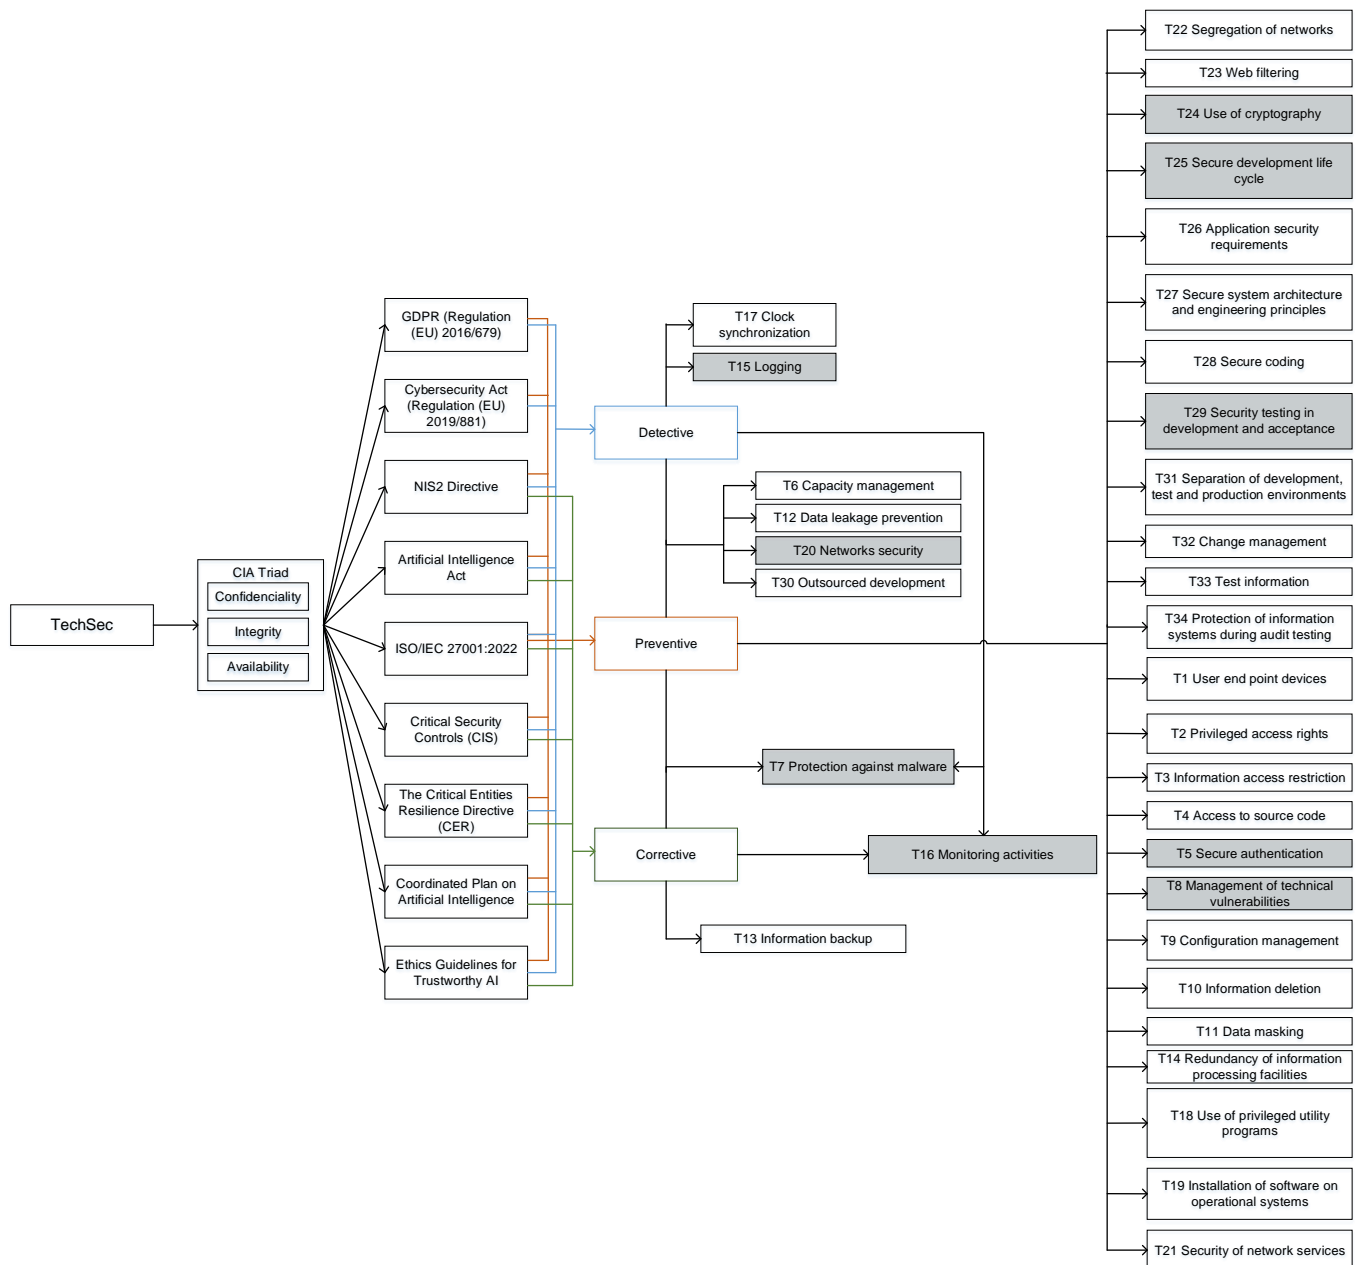 TechSec
CIA Triad
Confidenciality
Integrity
Availability
GDPR (Regulation
(EU) 2016/679)
Cybersecurity Act
(Regulation (EU)
2019/881)
NIS2 Directive
Artificial Intelligence
Act
ISO/IEC 27001:2022
Critical Security
Controls (CIS)
The Critical Entities
Resilience Directive
(CER)
Coordinated Plan on
Artificial Intelligence
Ethics Guidelines for
Trustworthy AI
Detective
Preventive
Corrective
T17 Clock
synchronization
T15 Logging
T6 Capacity management
T12 Data leakage prevention
T20 Networks security
T30 Outsourced development
T7 Protection against malware
T16 Monitoring activities
T13 Information backup
T22 Segregation of networks
T23 Web filtering
T24 Use of cryptography
T25 Secure development life
cycle
T26 Application security
requirements
T27 Secure system architecture
and engineering principles
T28 Secure coding
T29 Security testing in
development and acceptance
T31 Separation of development,
test and production environments
T32 Change management
T33 Test information
T34 Protection of information
systems during audit testing
T1 User end point devices
T2 Privileged access rights
T3 Information access restriction
T4 Access to source code
T5 Secure authentication
T8 Management of technical
vulnerabilities
T9 Configuration management
T10 Information deletion
T11 Data masking
T14 Redundancy of information
processing facilities
T18 Use of privileged utility
programs
T19 Installation of software on
operational systems
T21 Security of network services